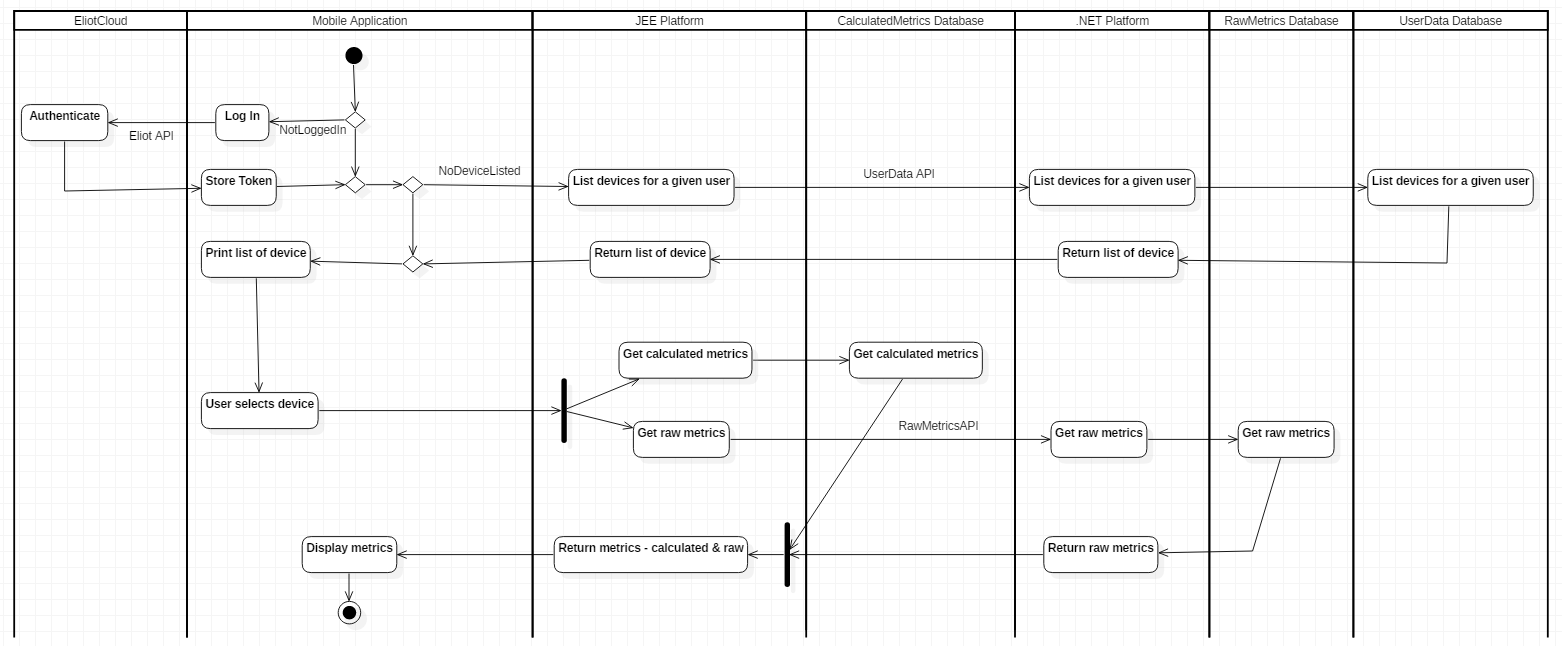 EliotCloud
Mobile Application
JEE Platform
CalculatedMetrics Database
.NET Platform
RawMetrics Database
UserData Database
Authenticate
Log In
Eliot API
NotLoggedIn
Store Token
NoDeviceListed
List devices for a given user
UserData API
List devices for a given user
List devices for a given user
Print list of device
Return list of device
Return list of device
Get calculated metrics
Get calculated metrics
User selects device
Get raw metrics
RawMetricsAPI
Get raw metrics
Get raw metrics
Display metrics
Return metrics - calculated & raw
Return raw metrics